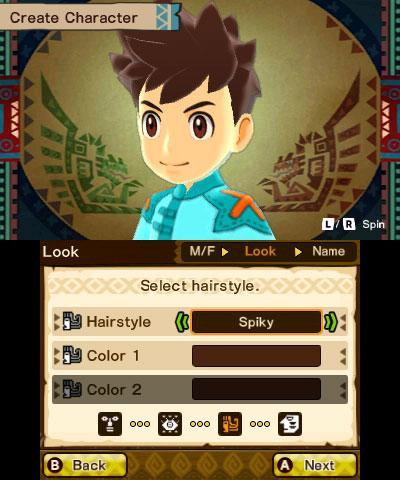 Create Character
L / R Spin
Look M/F Look Name
Select hairstyle.
Hairstyle Spiky
Color 1
Color 2
B Back A Next